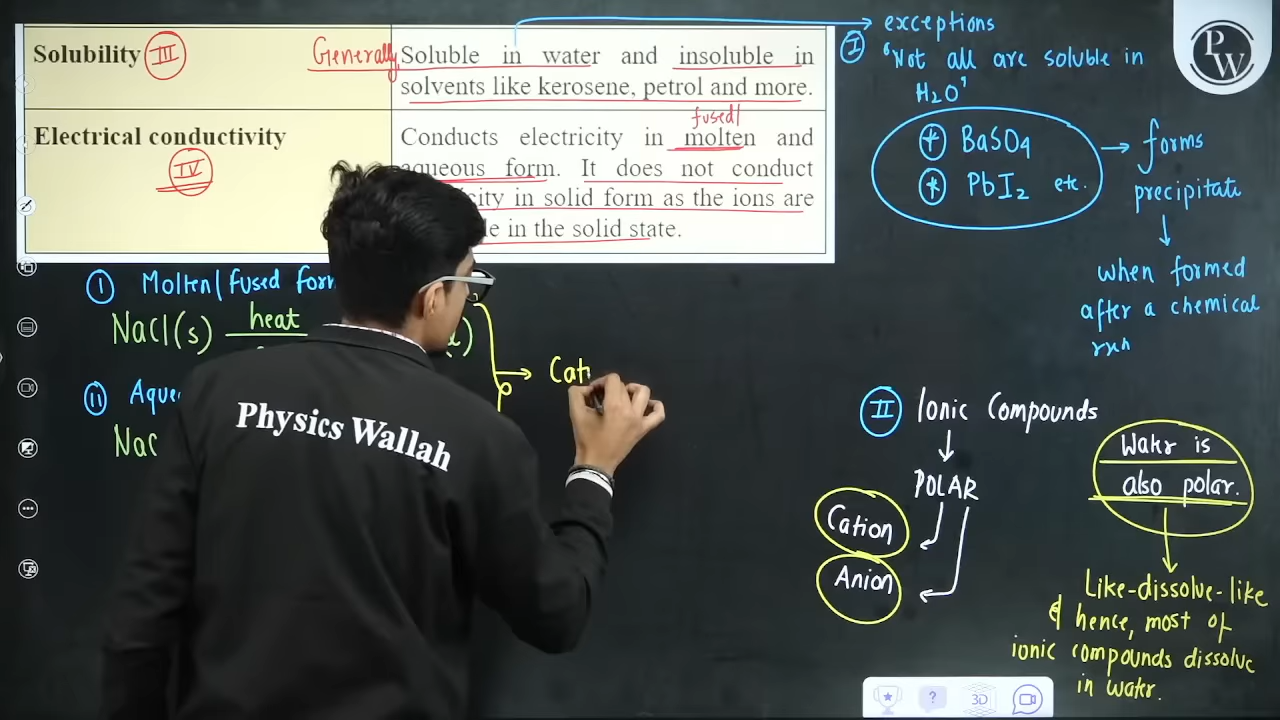 Solubility III
Generally, Soluble in water and insoluble in
solvents like kerosene, petrol and more.
Electrical conductivity
IV
fused/
Conducts electricity in molten and
aqueous form. It does not conduct
city in solid form as the ions are
le in the solid state.
exceptions
I 'Not all are soluble in
H2O'
* BaSO4
* PbI2 etc.
forms
precipitate
when formed
after a chemical
rxn
PW
I Molten/fused for
NaCl(s) heat
II Aque
Nac
Cati
Physics Wallah
II Ionic Compounds
POLAR
Cation
Anion
Water is
also polar.
Like-dissolve-like
& hence, most of
ionic compounds dissolve
in water.
?
3D